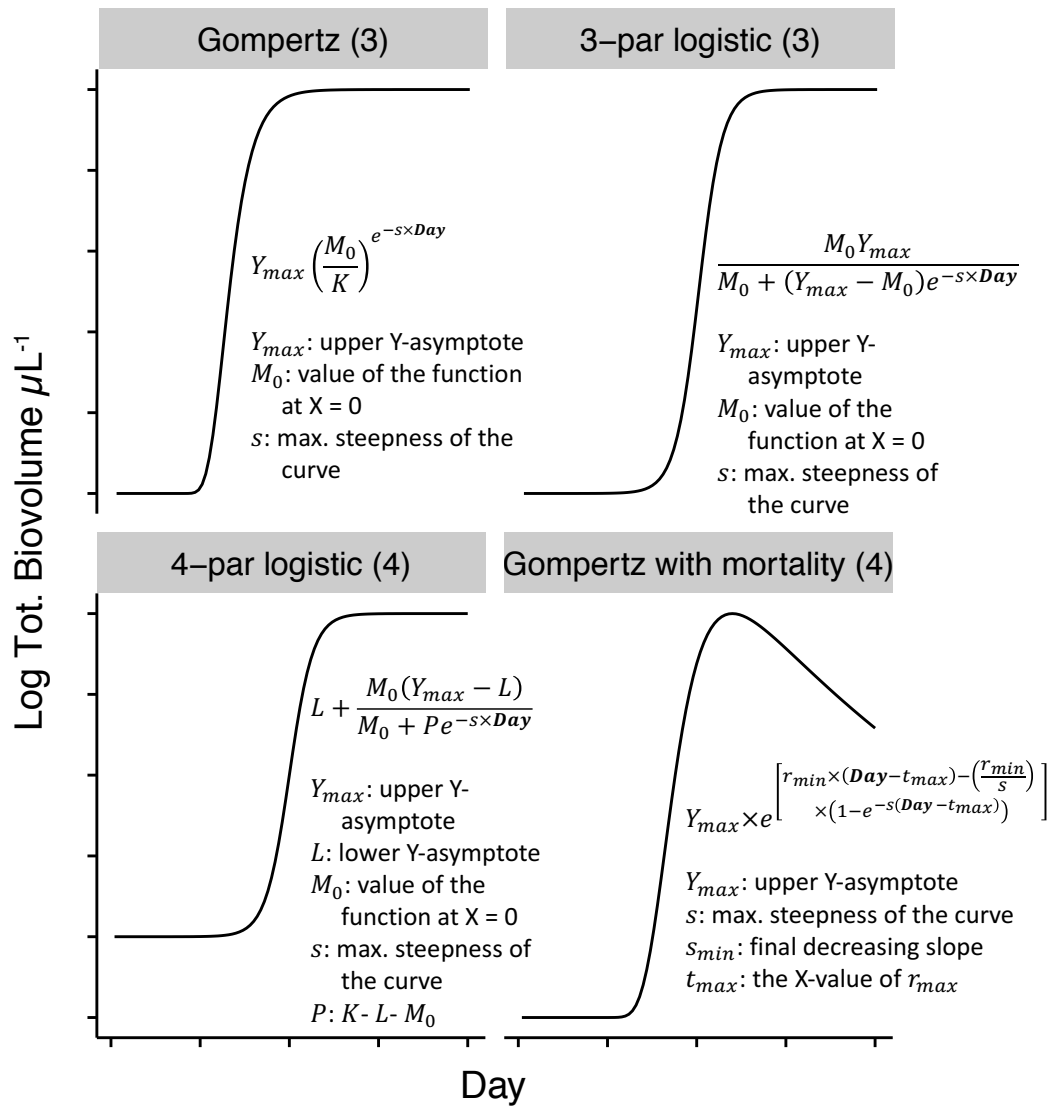 Gompertz (3)
3−par logistic (3)
Log Tot. Biovolume μL⁻¹
Y_max (M_0/K)^(e^(−s×Day))
Y_max: upper Y-asymptote
M_0: value of the function
at X = 0
s: max. steepness of the
curve
M_0Y_max
M_0 + (Y_max − M_0)e^(−s×Day)
Y_max: upper Y-
asymptote
M_0: value of the
function at X = 0
s: max. steepness of
the curve
4−par logistic (4)
Gompertz with mortality (4)
L + M_0(Y_max − L)
M_0 + Pe^(−s×Day)
Y_max: upper Y-
asymptote
L: lower Y-asymptote
M_0: value of the
function at X = 0
s: max. steepness of
the curve
P: K- L- M_0
Y_max×e^[r_min×(Day−t_max)−(r_min/s)
×(1−e^(−s(Day−t_max)))]
Y_max: upper Y-asymptote
s: max. steepness of the curve
s_min: final decreasing slope
t_max: the X-value of r_max
Day